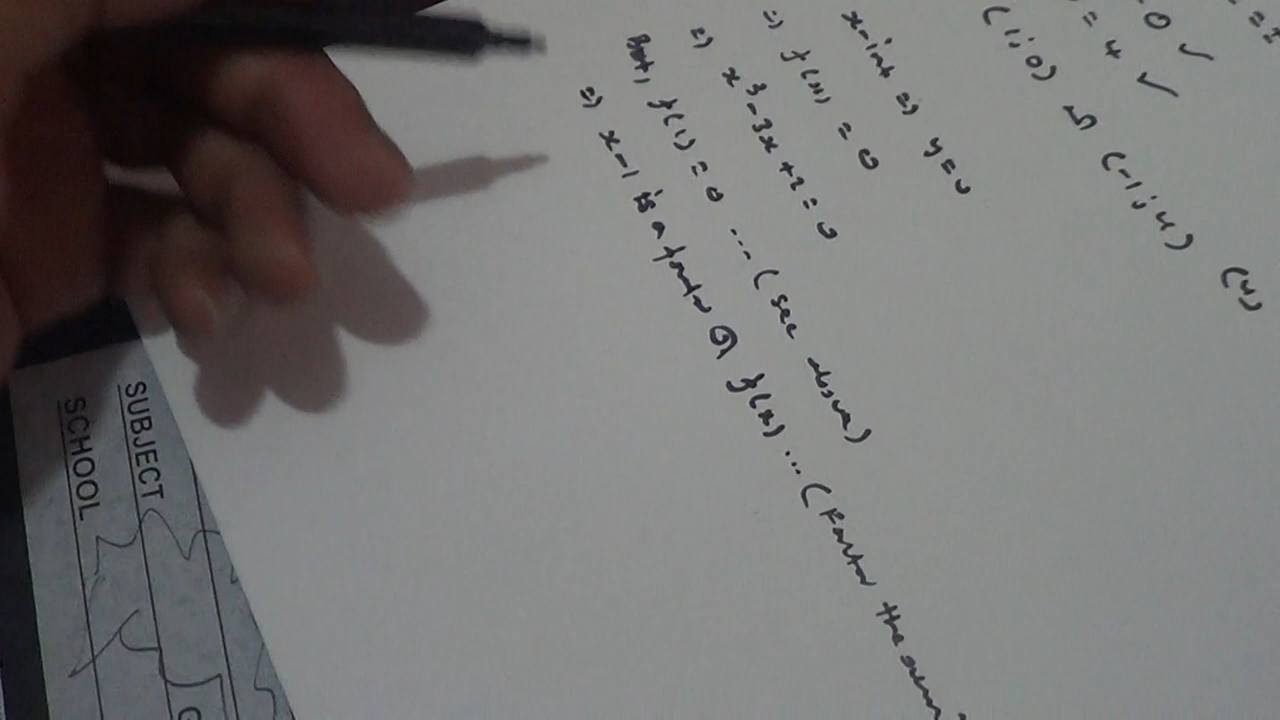 = 0 ✓
= 4 ✓
(1;0) & (-1;4) (4)
x-int => y=0
=> f(x) = 0
=> x³-3x+2=0
But, f(1)=0 ...(see above)
=> x-1 is a factor of f(x) ...(Factor theorem
SUBJECT
SCHOOL